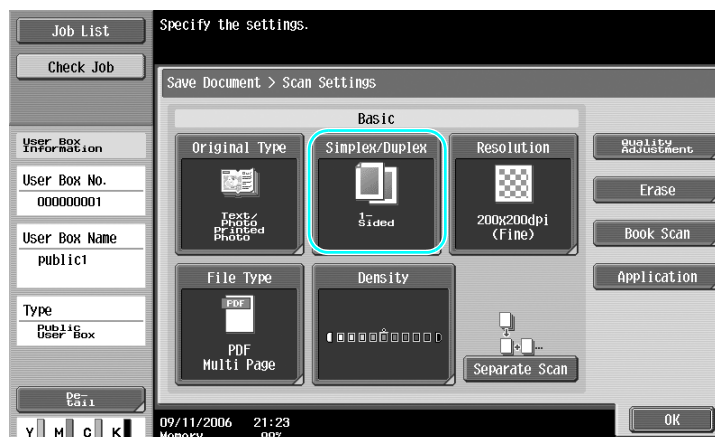 Job List
Check Job
Specify the settings.
Save Document > Scan Settings
Basic
User Box
Information
User Box No.
000000001
User Box Name
public1
Type
Public
User Box
De-
tail
Y M C K
Original Type
Text/
Photo
Printed
Photo
Simplex/Duplex
1-
Sided
Resolution
200x200dpi
(Fine)
File Type
PDF
PDF
Multi Page
Density
Separate Scan
Quality
Adjustment
Erase
Book Scan
Application
09/11/2006 21:23
Memory 00%
OK